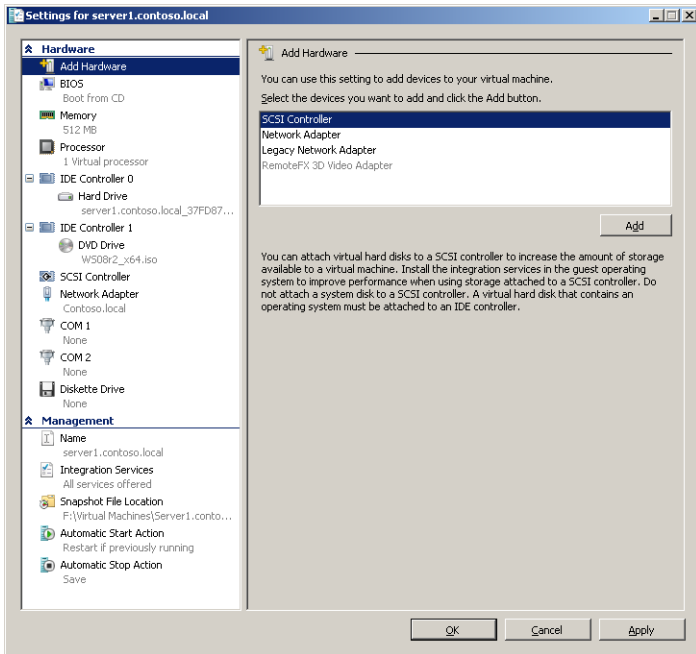 Settings for server1.contoso.local
Hardware
Add Hardware
BIOS
Boot from CD
Memory
512 MB
Processor
1 Virtual processor
IDE Controller 0
Hard Drive
server1.contoso.local_37FD87...
IDE Controller 1
DVD Drive
WS08r2_x64.iso
SCSI Controller
Network Adapter
Contoso.local
COM 1
None
COM 2
None
Diskette Drive
None
Management
Name
server1.contoso.local
Integration Services
All services offered
Snapshot File Location
F:\Virtual Machines\Server1.conto...
Automatic Start Action
Restart if previously running
Automatic Stop Action
Save
Add Hardware
You can use this setting to add devices to your virtual machine.
Select the devices you want to add and click the Add button.
SCSI Controller
Network Adapter
Legacy Network Adapter
RemoteFX 3D Video Adapter
Add
You can attach virtual hard disks to a SCSI controller to increase the amount of storage
available to a virtual machine. Install the integration services in the guest operating
system to improve performance when using storage attached to a SCSI controller. Do
not attach a system disk to a SCSI controller. A virtual hard disk that contains an
operating system must be attached to an IDE controller.
OK
Cancel
Apply